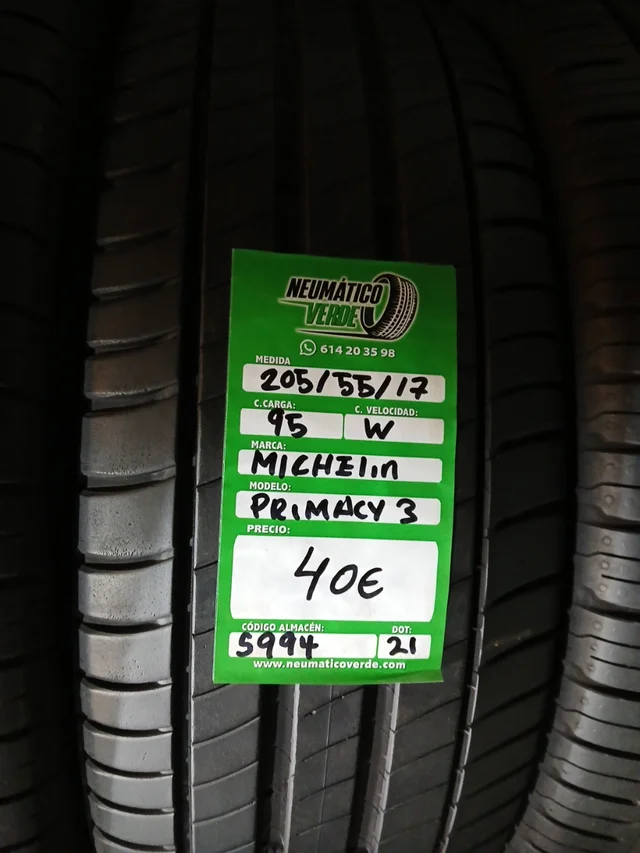 NEUMÁTICO
VERDE
614 20 35 98
MEDIDA
205/55/17
C.CARGA: C. VELOCIDAD:
95 W
MARCA:
MICHElin
MODELO:
PRIMACY 3
PRECIO:
40€
CÓDIGO ALMACÉN: DOT:
5994 21
www.neumaticoverde.com